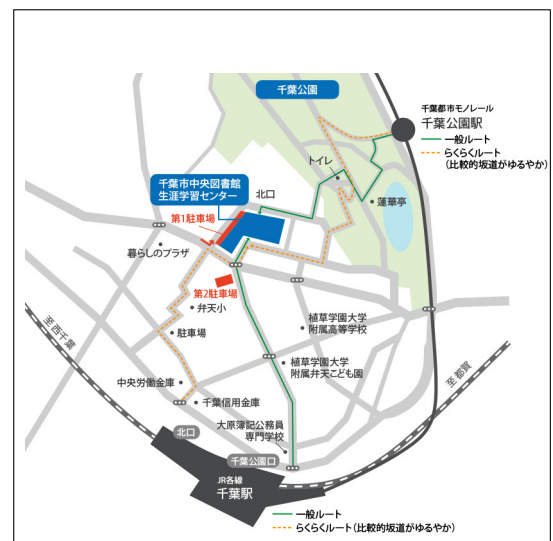 千葉公園
千葉都市モノレール
千葉公園駅
一般ルート
らくらくルート
(比較的坂道がゆるやか)
トイレ
千葉市中央図書館
生涯学習センター
北口
蓮華亭
第1駐車場
暮らしのプラザ
第2駐車場
弁天小
植草学園大学
附属高等学校
至西千葉
駐車場
植草学園大学
附属弁天こども園
至都賀
中央労働金庫
千葉信用金庫
大原簿記公務員
専門学校
北口
千葉公園口
JR各線
千葉駅
一般ルート
らくらくルート(比較的坂道がゆるやか)